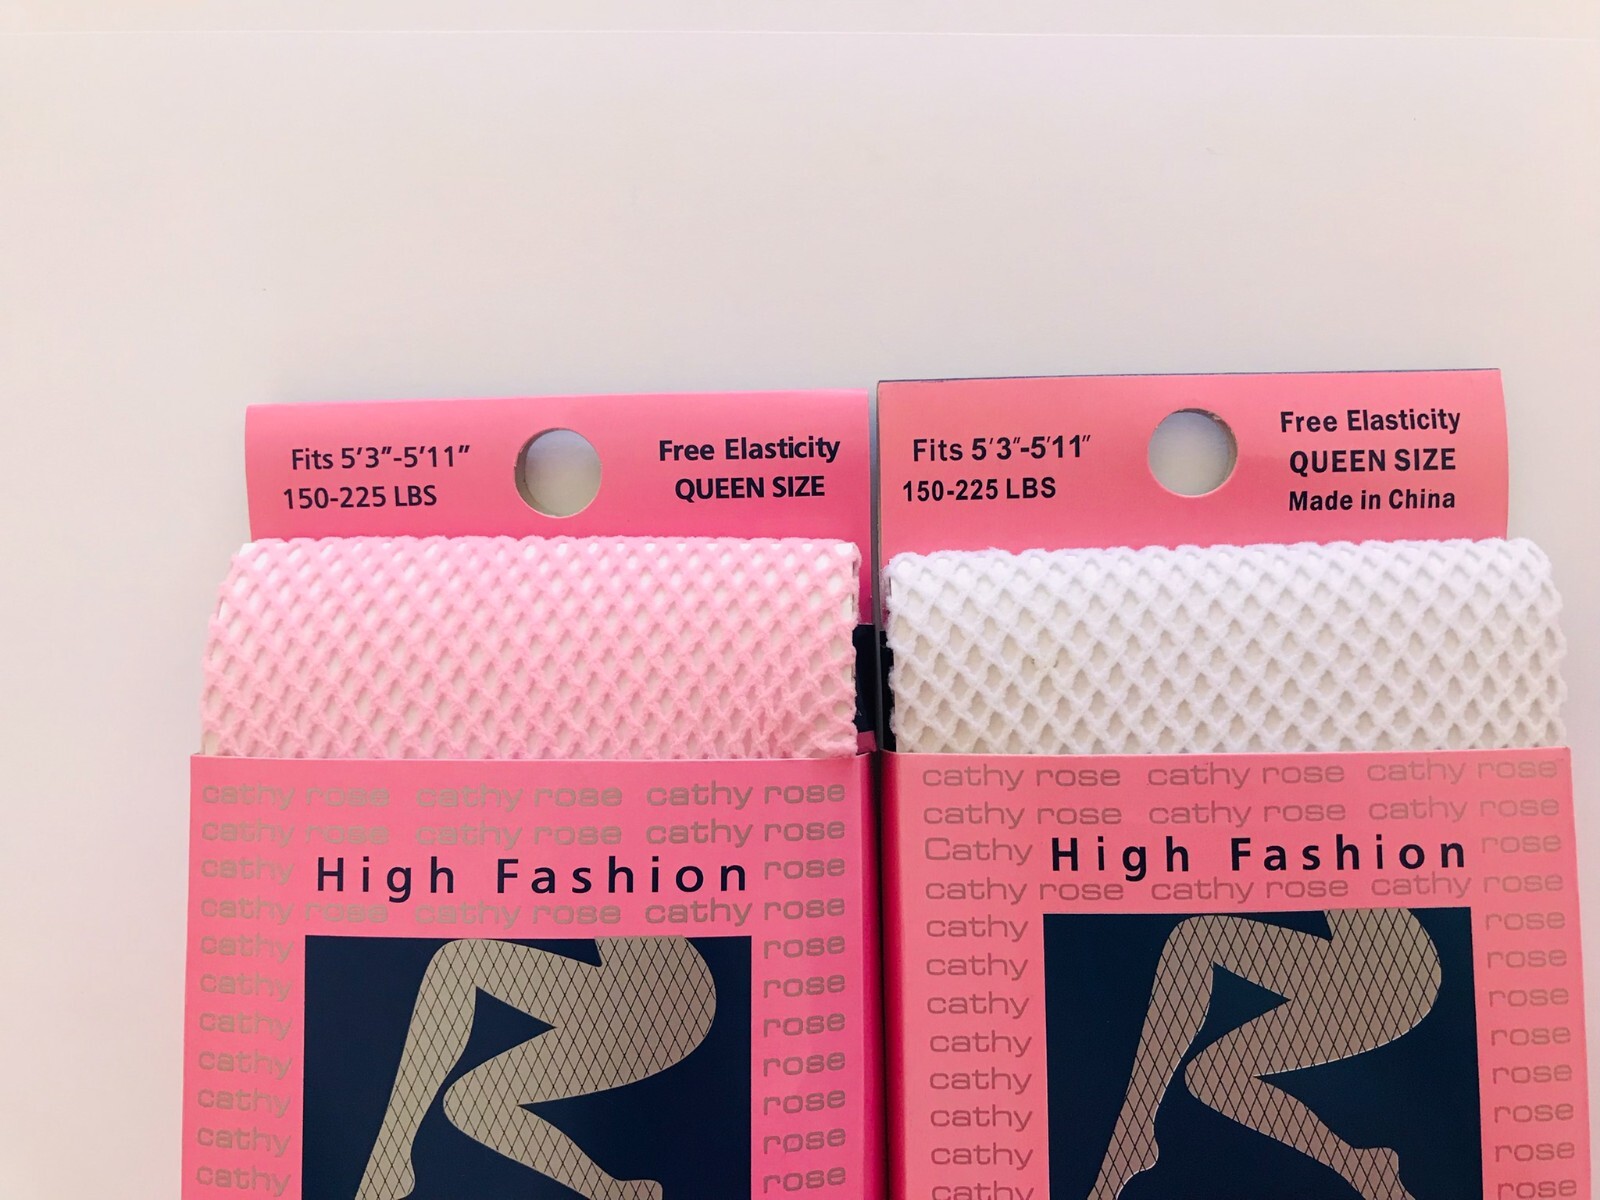 Fits 5'3"-5'11"
150-225 LBS
Free Elasticity
QUEEN SIZE
cathy rose cathy rose cathy rose
cathy rose cathy rose cathy rose
cathy High Fashion rose
cathy rose cathy rose cathy rose
cathy rose
cathy rose
cathy rose
cathy rose
cathy rose
cathy rose
cathy rose
Fits 5'3"-5'11"
150-225 LBS
Free Elasticity
QUEEN SIZE
Made in China
cathy rose cathy rose cathy rose
cathy rose cathy rose cathy rose
Cathy High Fashion rose
cathy rose cathy rose cathy rose
cathy rose
cathy rose
cathy rose
cathy rose
cathy rose
cathy rose
cathy rose
cathy rose